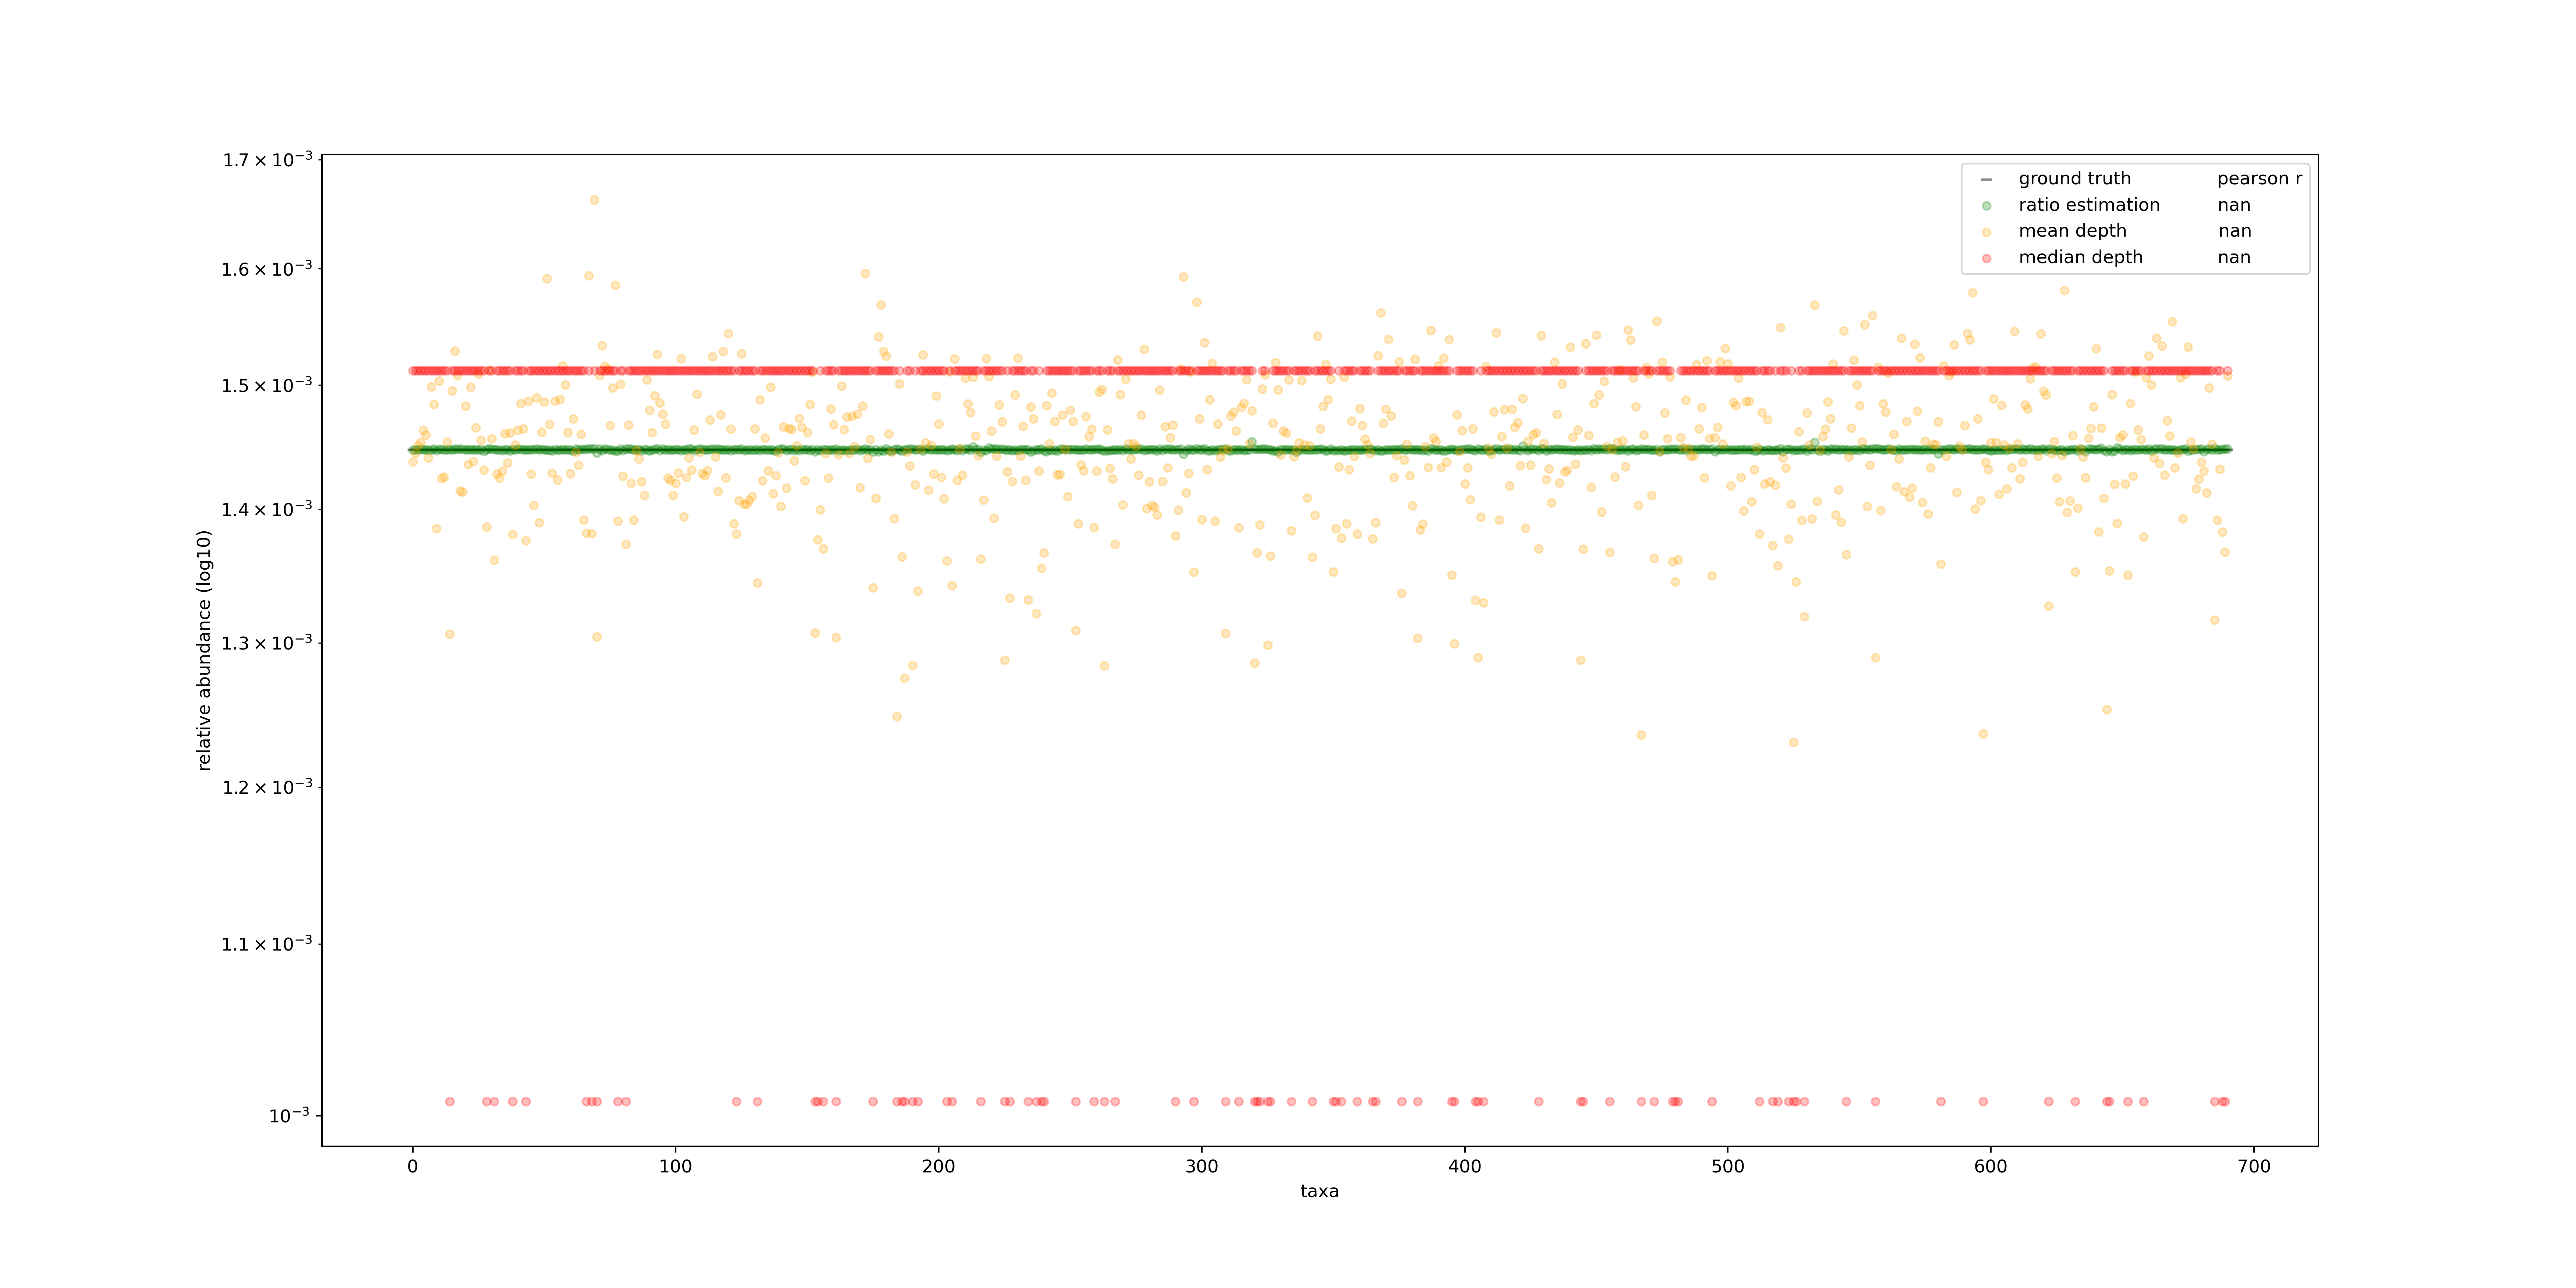 1.7 × 10⁻³
1.6 × 10⁻³
1.5 × 10⁻³
1.4 × 10⁻³
1.3 × 10⁻³
1.2 × 10⁻³
1.1 × 10⁻³
10⁻³
relative abundance (log10)
0 100 200 300 400 500 600 700
taxa
ground truth pearson r
ratio estimation nan
mean depth nan
median depth nan